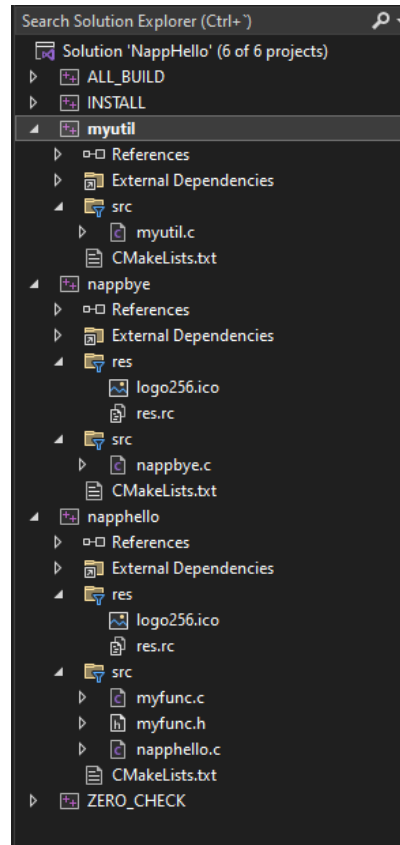 Search Solution Explorer (Ctrl+`)
Solution 'NappHello' (6 of 6 projects)
ALL_BUILD
INSTALL
myutil
References
External Dependencies
src
myutil.c
CMakeLists.txt
nappbye
References
External Dependencies
res
logo256.ico
res.rc
src
nappbye.c
CMakeLists.txt
napphello
References
External Dependencies
res
logo256.ico
res.rc
src
myfunc.c
myfunc.h
napphello.c
CMakeLists.txt
ZERO_CHECK